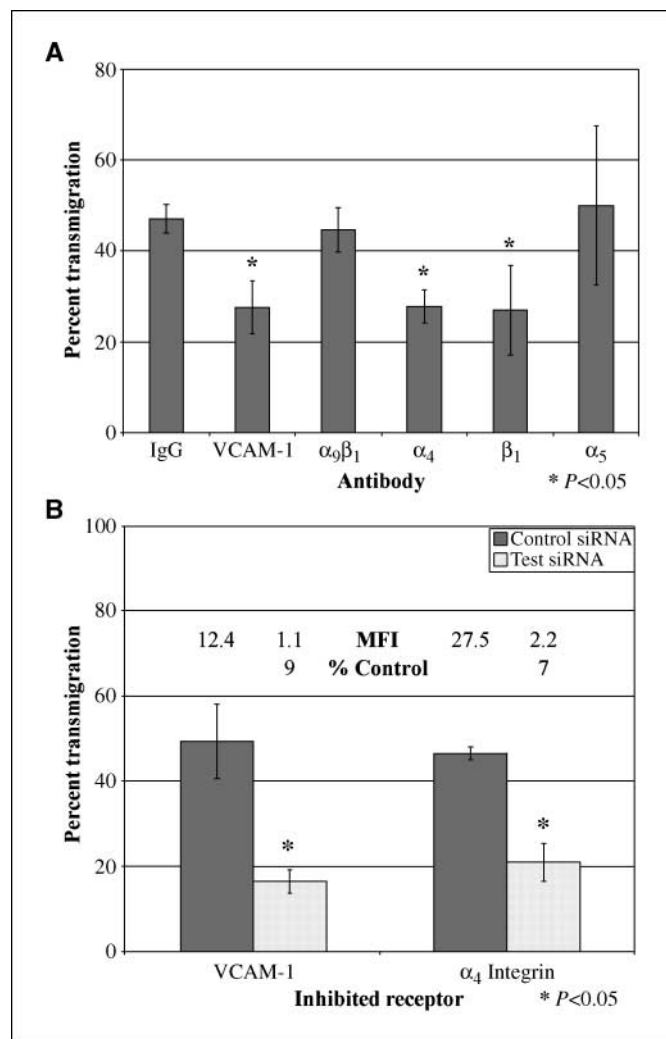 A
80
60
40
20
0
Percent transmigration
* * *
IgG VCAM-1 α₉β₁ α₄ β₁ α₅
Antibody * P<0.05
B
100
80
60
40
20
0
Percent transmigration
Control siRNA
Test siRNA
12.4 1.1 MFI 27.5 2.2
9 % Control 7
* *
VCAM-1 α₄ Integrin
Inhibited receptor * P<0.05